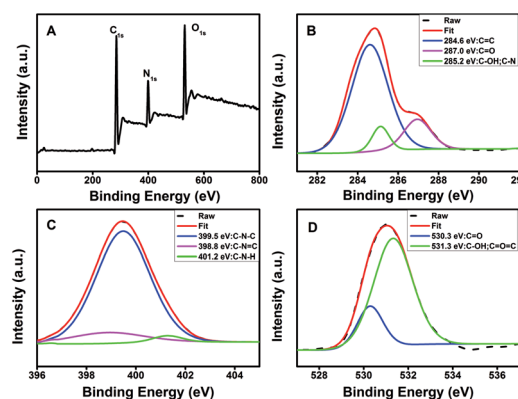 A
C1s
N1s
O1s
Intensity (a.u.)
0 200 400 600 800
Binding Energy (eV)
B
Raw
Fit
284.6 eV:C=C
287.0 eV:C=O
285.2 eV:C-OH;C-N
Intensity (a.u.)
282 284 286 288 290 292
Binding Energy (eV)
C
Raw
Fit
399.5 eV:C-N-C
398.8 eV:C-N=C
401.2 eV:C-N-H
Intensity (a.u.)
396 398 400 402 404
Binding Energy (eV)
D
Raw
Fit
530.3 eV:C=O
531.3 eV:C-OH;C=O=C
Intensity (a.u.)
528 530 532 534 536
Binding Energy (eV)